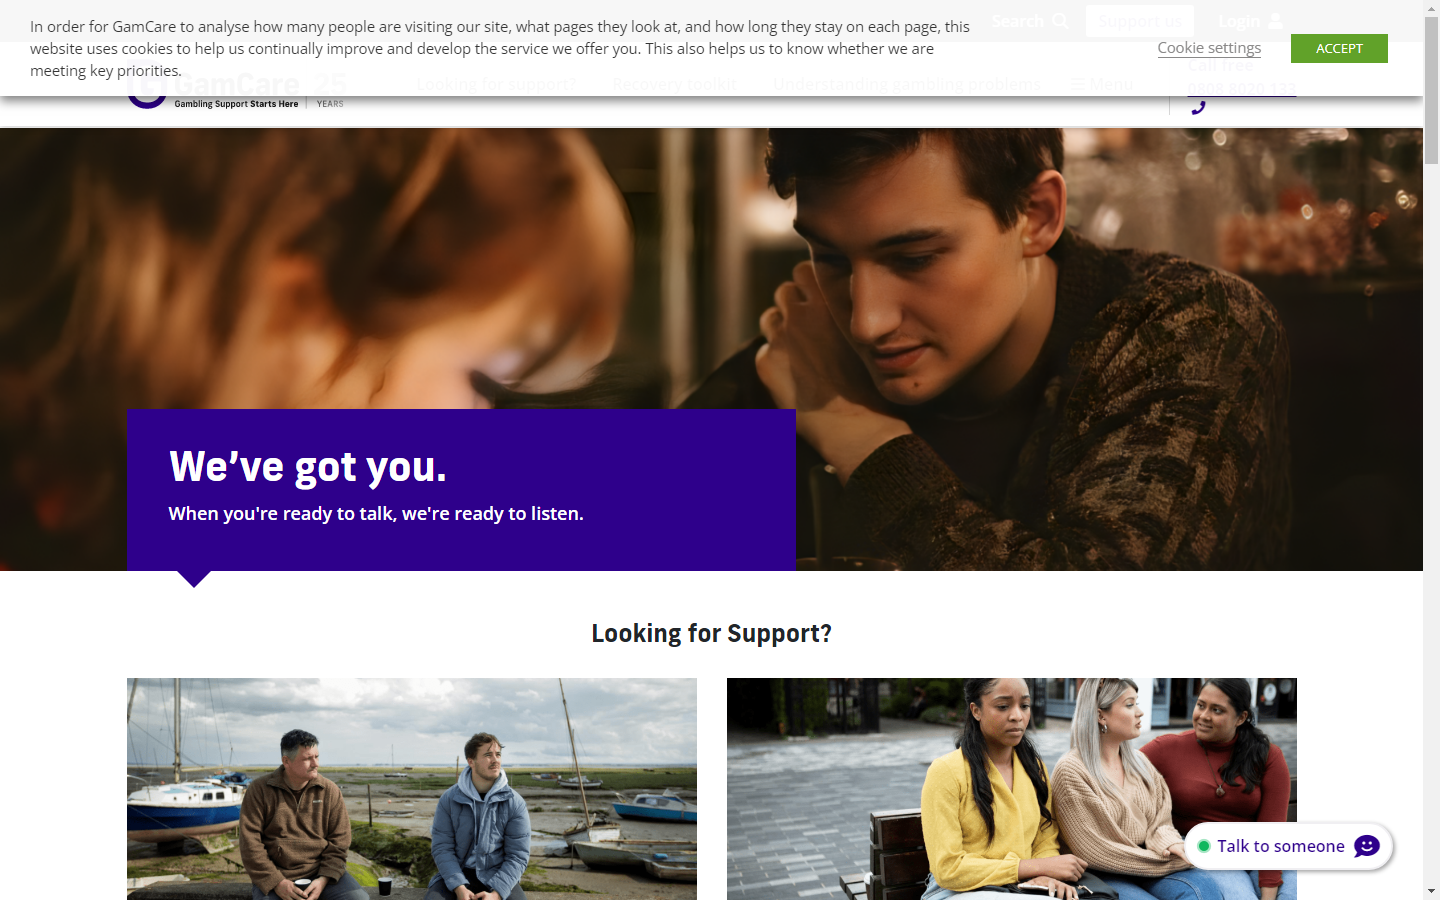 In order for GamCare to analyse how many people are visiting our site, what pages they look at, and how long they stay on each page, this
website uses cookies to help us continually improve and develop the service we offer you. This also helps us to know whether we are
meeting key priorities.
Cookie settings
ACCEPT
Search
Support us
Login
GamCare 25
Gambling Support Starts Here
YEARS
Looking for support?
Recovery toolkit
Understanding gambling problems
Menu
Call free
0808 8020 133
We've got you.
When you're ready to talk, we're ready to listen.
Looking for Support?
Talk to someone